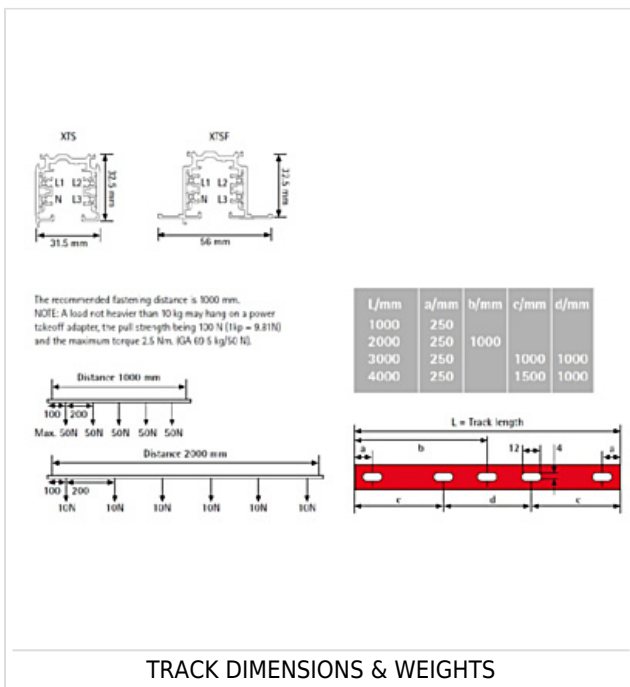 XTS
XTSF
L1 L2
N L3
32.5 mm
31.5 mm
L1 L2
N L3
32.5 mm
56 mm
The recommended fastening distance is 1000 mm.
NOTE: A load not heavier than 10 kg may hang on a power
takeoff adapter, the pull strength being 100 N (1kp = 9.81N)
and the maximum torque 2.5 Nm. (GA 69 5 kg/50 N).
L/mm a/mm b/mm c/mm d/mm
1000 250
2000 250 1000
3000 250 1000 1000
4000 250 1500 1000
Distance 1000 mm
100 200
Max. 50N 50N 50N 50N 50N
Distance 2000 mm
100 200
10N 10N 10N 10N 10N 10N
L = Track length
a b 12 4 a
c d c
TRACK DIMENSIONS & WEIGHTS